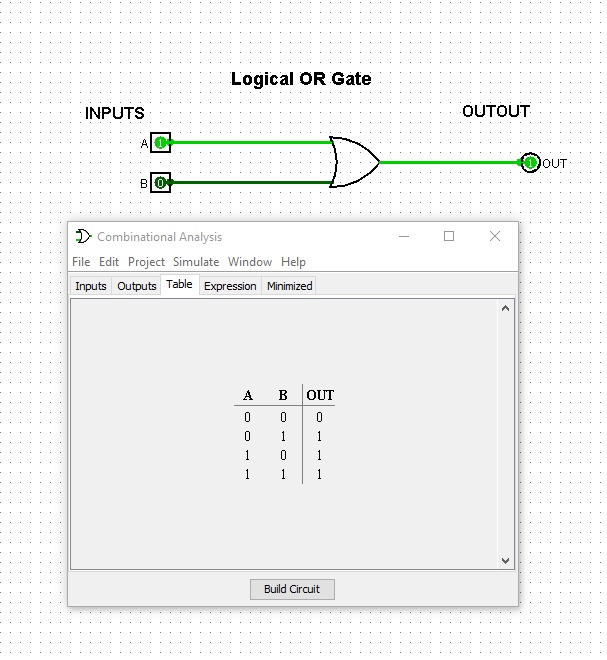 Logical OR Gate
INPUTS
OUTOUT
A 1
B 0
1 OUT
Combinational Analysis
File Edit Project Simulate Window Help
Inputs Outputs Table Expression Minimized
A B OUT
0 0 0
0 1 1
1 0 1
1 1 1
Build Circuit